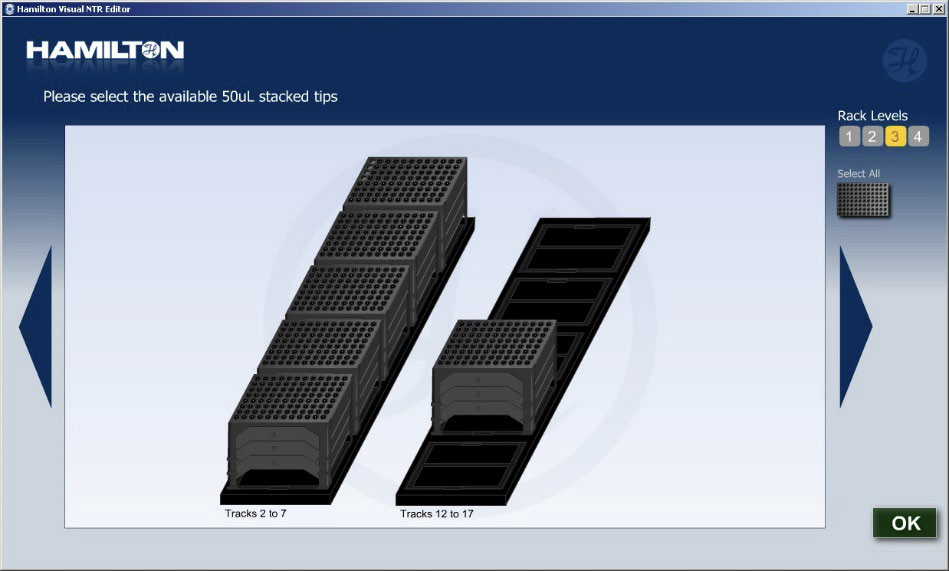 Hamilton Visual NTR Editor
HAMILTON
Please select the available 50uL stacked tips
Rack Levels
1 2 3 4
Select All
3
2
1
3
2
1
Tracks 2 to 7
Tracks 12 to 17
OK